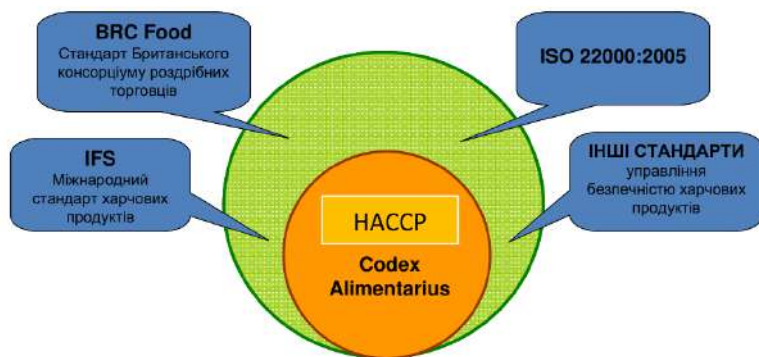 BRC Food
Стандарт Британського
консорціуму роздрібних
торговців
ISO 22000:2005
IFS
Міжнародний
стандарт харчових
продуктів
ІНШІ СТАНДАРТИ
управління
безпечністю харчових
продуктів
HACCP
Codex
Alimentarius